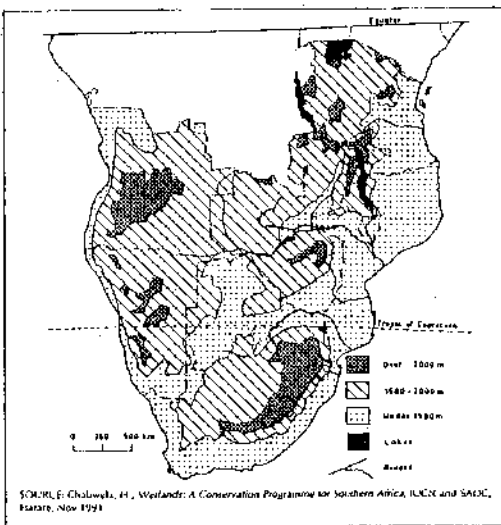 Equator
Tropic of Capricorn
Over 2000 m
1500 - 2000 m
Under 1500 m
Lakes
Rivers
0 250 500 km
SOURCE: Chabwela, H., Wetlands: A Conservation Programme for Southern Africa, IUCN and SADC,
Harare, Nov 1991